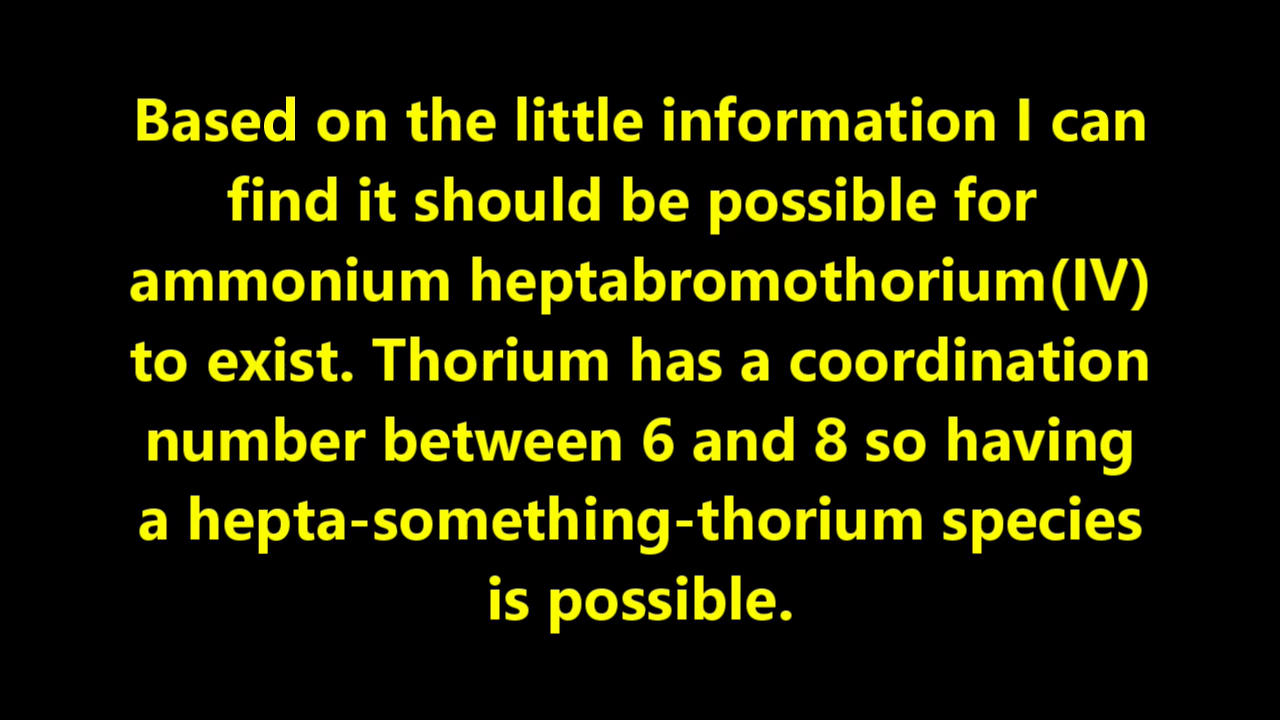 Based on the little information I can
find it should be possible for
ammonium heptabromothorium(IV)
to exist. Thorium has a coordination
number between 6 and 8 so having
a hepta-something-thorium species
is possible.